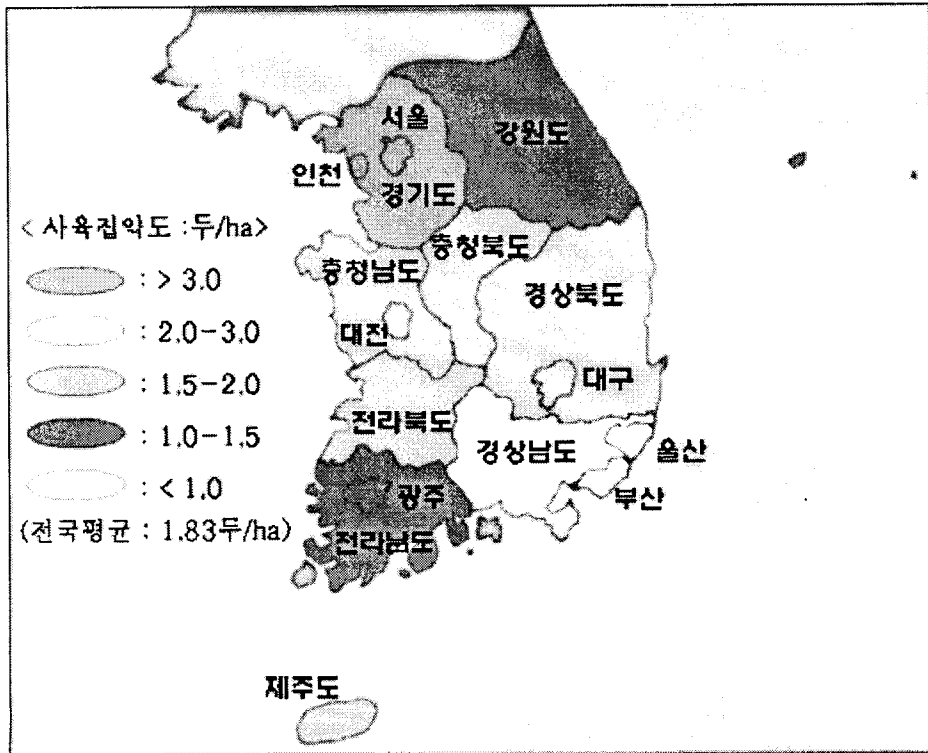 서울
강원도
인천
경기도
< 사육집약도 :두/ha>
충청북도
: > 3.0
충청남도
경상북도
: 2.0-3.0
대전
: 1.5-2.0
대구
전라북도
: 1.0-1.5
경상남도
울산
: < 1.0
광주
부산
(전국평균 : 1.83두/ha)
전라남도
제주도